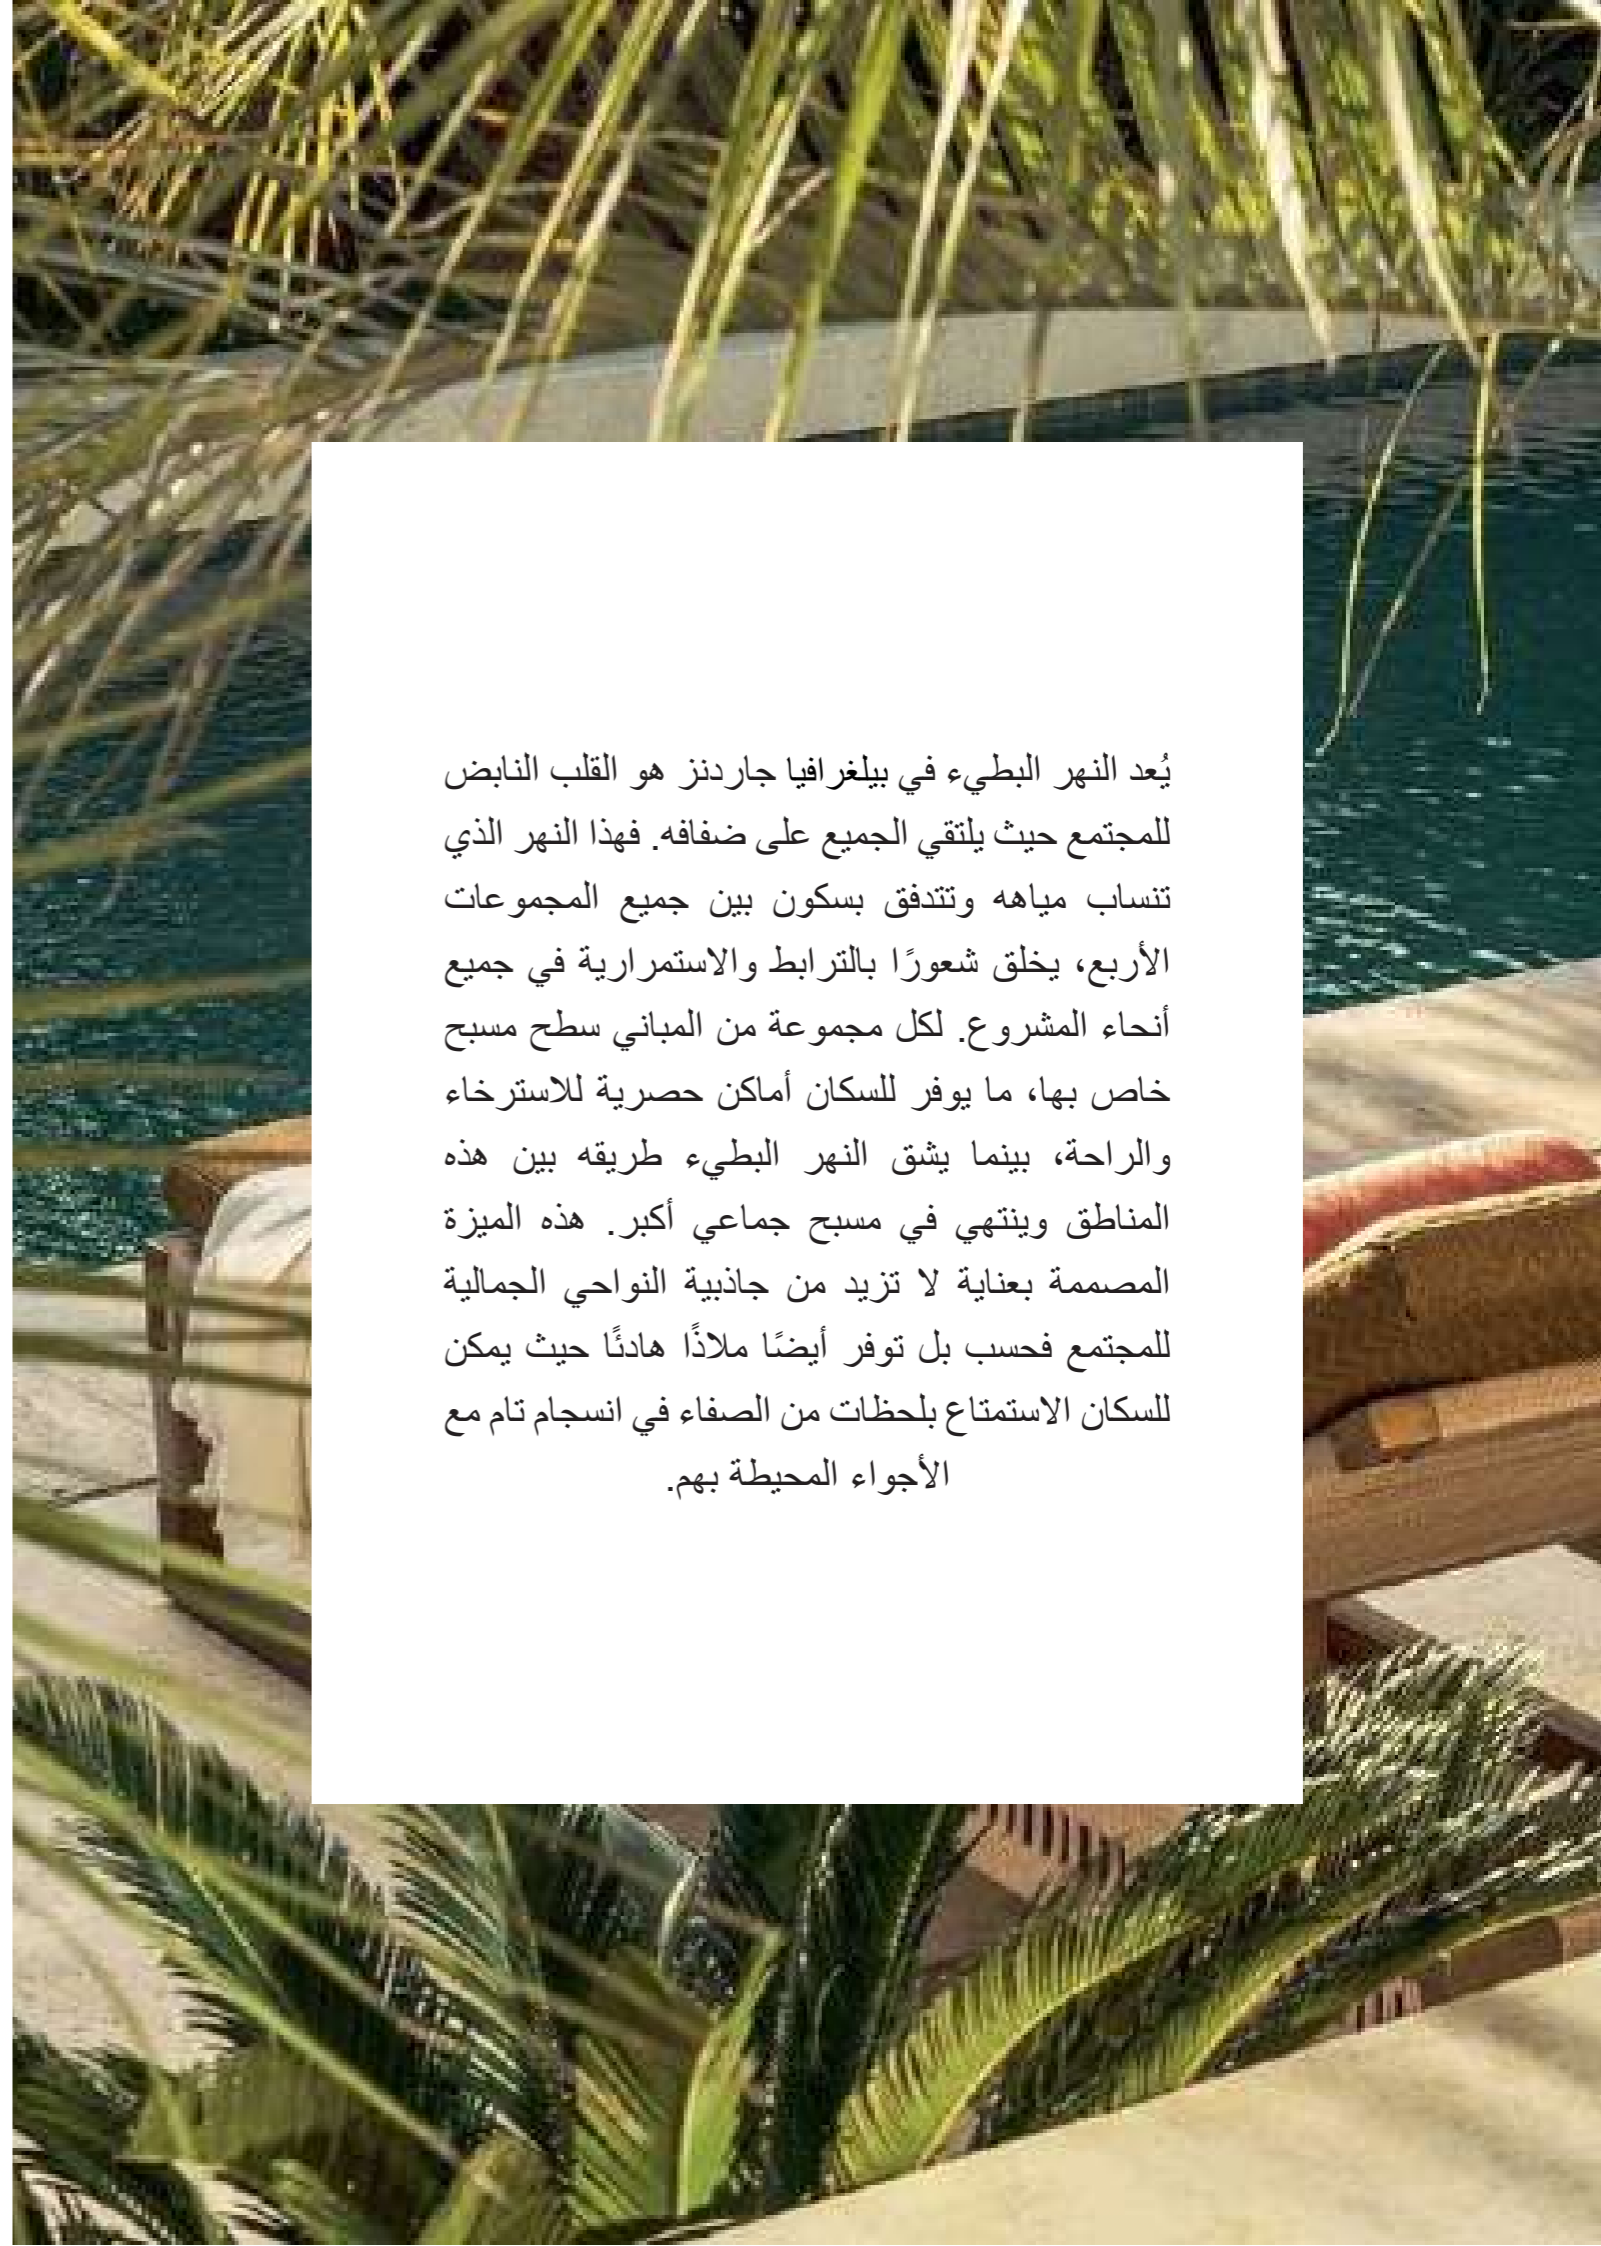 يُعد النهر البطيء في بيلغرافيا جاردنز هو القلب النابض
للمجتمع حيث يلتقي الجميع على ضفافه. فهذا النهر الذي
تنساب مياهه وتتدفق بسكون بين جميع المجموعات
الأربع، يخلق شعورًا بالترابط والاستمرارية في جميع
أنحاء المشروع. لكل مجموعة من المباني سطح مسبح
خاص بها، ما يوفر للسكان أماكن حصرية للاسترخاء
والراحة، بينما يشق النهر البطيء طريقه بين هذه
المناطق وينتهي في مسبح جماعي أكبر. هذه الميزة
المصممة بعناية لا تزيد من جاذبية النواحي الجمالية
للمجتمع فحسب بل توفر أيضًا ملاذًا هادئًا حيث يمكن
للسكان الاستمتاع بلحظات من الصفاء في انسجام تام مع
الأجواء المحيطة بهم.